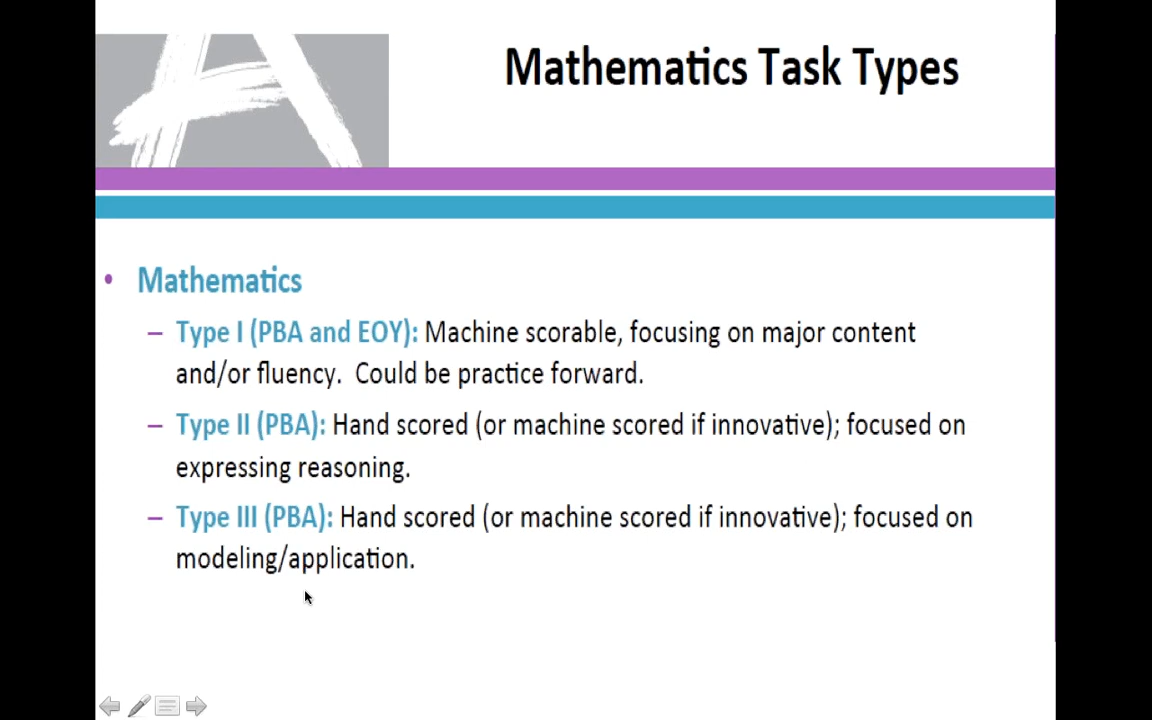 Mathematics Task Types
• Mathematics
– Type I (PBA and EOY): Machine scorable, focusing on major content
and/or fluency.  Could be practice forward.
– Type II (PBA): Hand scored (or machine scored if innovative); focused on
expressing reasoning.
– Type III (PBA): Hand scored (or machine scored if innovative); focused on
modeling/application.